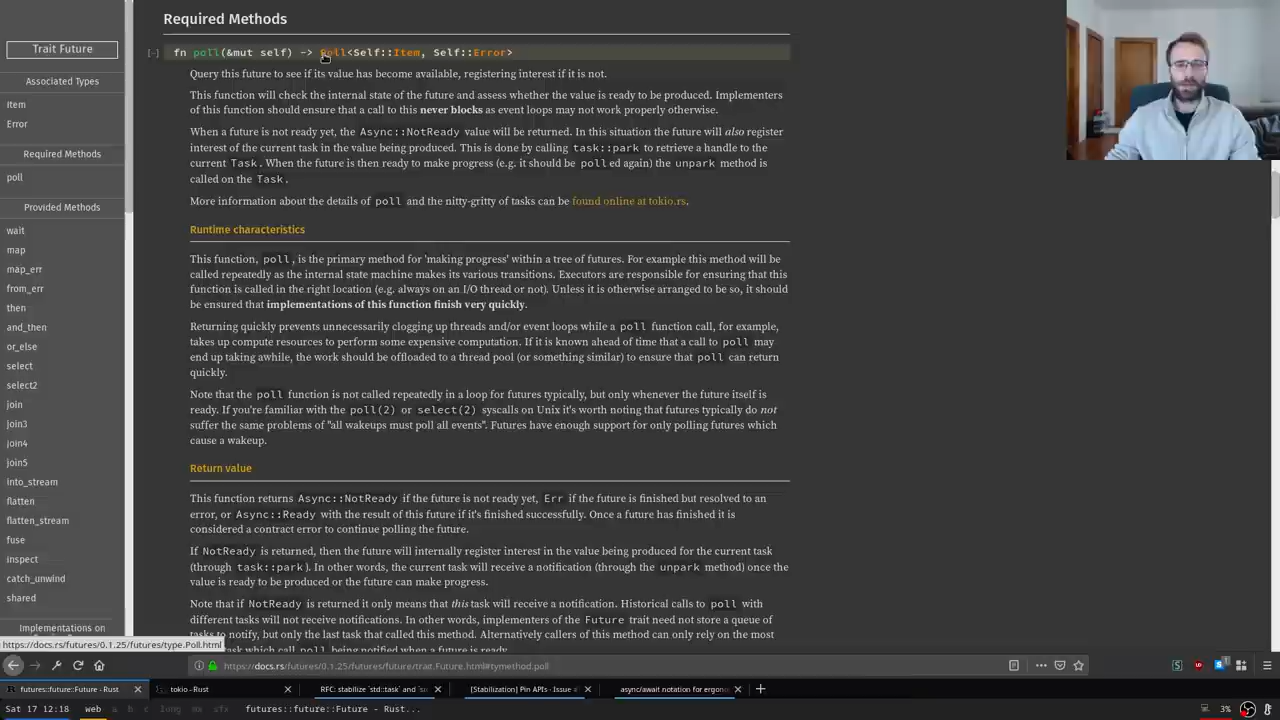 Trait Future
Associated Types
Item
Error
Required Methods
poll
Provided Methods
wait
map
map_err
from_err
then
and_then
or_else
select
select2
join
join3
join4
join5
into_stream
flatten
flatten_stream
fuse
inspect
catch_unwind
shared
Implementations on
Required Methods
[-] fn poll(&mut self) -> Poll<Self::Item, Self::Error>
Query this future to see if its value has become available, registering interest if it is not.
This function will check the internal state of the future and assess whether the value is ready to be produced. Implementers
of this function should ensure that a call to this never blocks as event loops may not work properly otherwise.
When a future is not ready yet, the Async::NotReady value will be returned. In this situation the future will also register
interest of the current task in the value being produced. This is done by calling task::park to retrieve a handle to the
current Task. When the future is then ready to make progress (e.g. it should be polled again) the unpark method is
called on the Task.
More information about the details of poll and the nitty-gritty of tasks can be found online at tokio.rs.
Runtime characteristics
This function, poll, is the primary method for 'making progress' within a tree of futures. For example this method will be
called repeatedly as the internal state machine makes its various transitions. Executors are responsible for ensuring that this
function is called in the right location (e.g. always on an I/O thread or not). Unless it is otherwise arranged to be so, it should
be ensured that implementations of this function finish very quickly.
Returning quickly prevents unnecessarily clogging up threads and/or event loops while a poll function call, for example,
takes up compute resources to perform some expensive computation. If it is known ahead of time that a call to poll may
end up taking awhile, the work should be offloaded to a thread pool (or something similar) to ensure that poll can return
quickly.
Note that the poll function is not called repeatedly in a loop for futures typically, but only whenever the future itself is
ready. If you're familiar with the poll(2) or select(2) syscalls on Unix it's worth noting that futures typically do not
suffer the same problems of "all wakeups must poll all events". Futures have enough support for only polling futures which
cause a wakeup.
Return value
This function returns Async::NotReady if the future is not ready yet, Err if the future is finished but resolved to an
error, or Async::Ready with the result of this future if it's finished successfully. Once a future has finished it is
considered a contract error to continue polling the future.
If NotReady is returned, then the future will internally register interest in the value being produced for the current task
(through task::park). In other words, the current task will receive a notification (through the unpark method) once the
value is ready to be produced or the future can make progress.
Note that if NotReady is returned it only means that this task will receive a notification. Historical calls to poll with
different tasks will not receive notifications. In other words, implementers of the Future trait need not store a queue of
tasks to notify, but only the last task that called this method. Alternatively callers of this method can only rely on the most
task which call poll being notified when a future is ready.
https://docs.rs/futures/0.1.25/futures/type.Poll.html
https://docs.rs/futures/0.1.25/futures/future/trait.Future.html#tymethod.poll
futures::future::Future - Rust
tokio - Rust
RFC: stabilize `std::task` and `s
[Stabilization] Pin APIs · Issue
async/await notation for ergon
Sat 17 12:18 web futures::future::Future - Rust... 3%